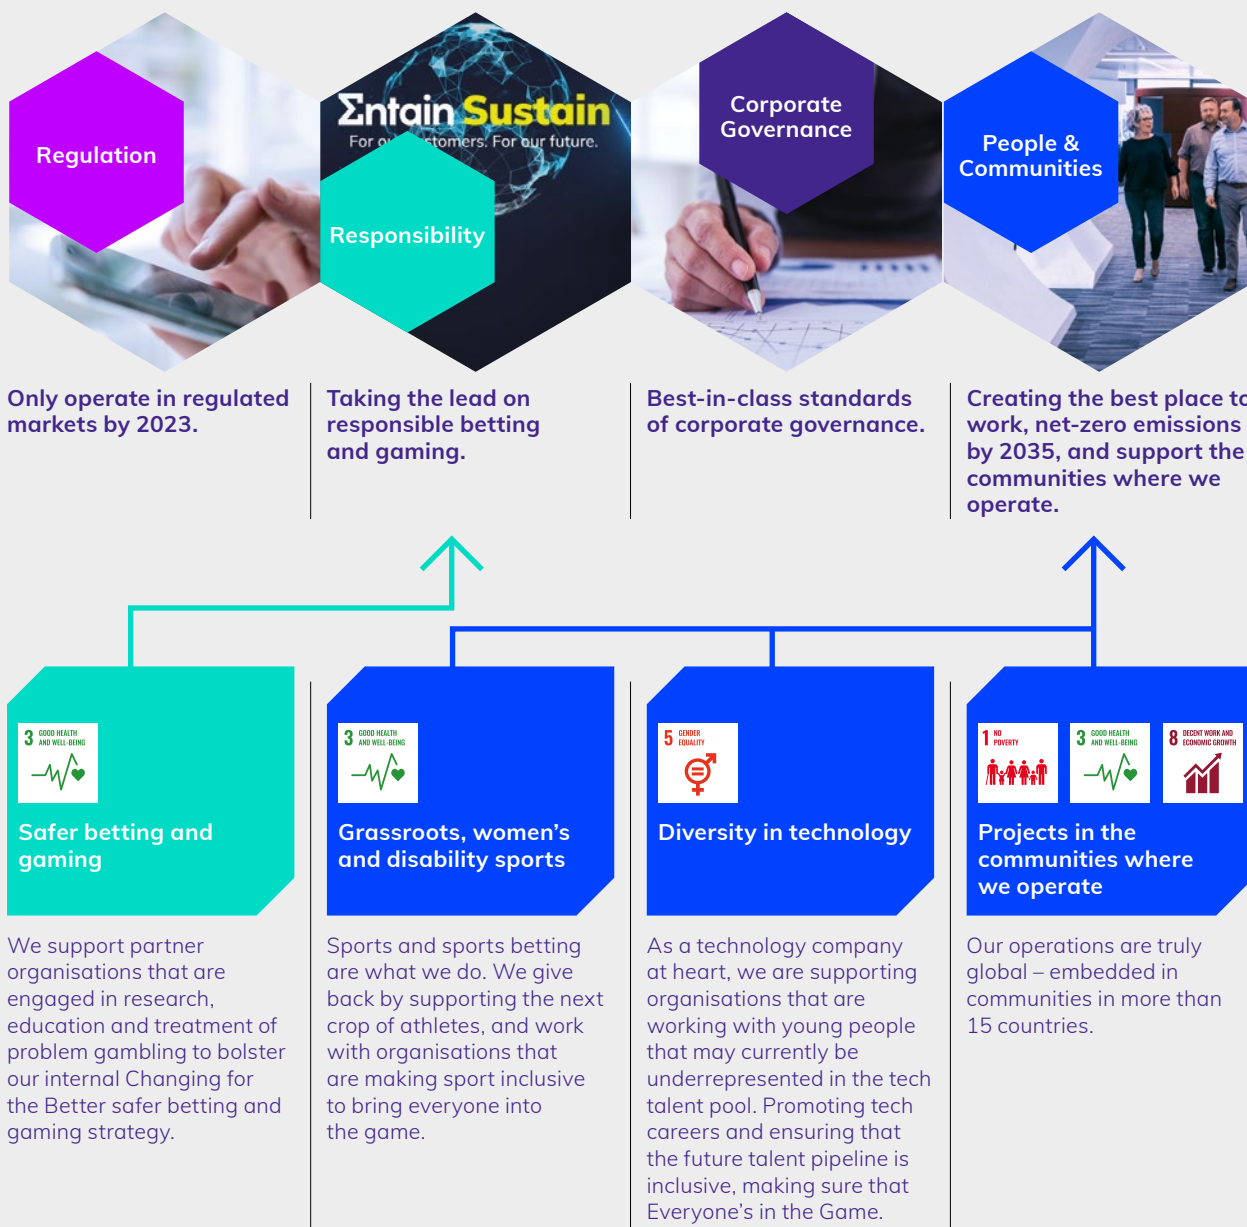 Regulation
Σntain Sustain
For our customers. For our future.
Responsibility
Corporate
Governance
People &
Communities
Only operate in regulated
markets by 2023.
Taking the lead on
responsible betting
and gaming.
Best-in-class standards
of corporate governance.
Creating the best place to
work, net-zero emissions
by 2035, and support the
communities where we
operate.
3 GOOD HEALTH
AND WELL-BEING
Safer betting and
gaming
3 GOOD HEALTH
AND WELL-BEING
Grassroots, women’s
and disability sports
5 GENDER
EQUALITY
Diversity in technology
1 NO
POVERTY
3 GOOD HEALTH
AND WELL-BEING
8 DECENT WORK AND
ECONOMIC GROWTH
Projects in the
communities where
we operate
We support partner
organisations that are
engaged in research,
education and treatment of
problem gambling to bolster
our internal Changing for
the Better safer betting and
gaming strategy.
Sports and sports betting
are what we do. We give
back by supporting the next
crop of athletes, and work
with organisations that
are making sport inclusive
to bring everyone into
the game.
As a technology company
at heart, we are supporting
organisations that are
working with young people
that may currently be
underrepresented in the tech
talent pool. Promoting tech
careers and ensuring that
the future talent pipeline is
inclusive, making sure that
Everyone’s in the Game.
Our operations are truly
global – embedded in
communities in more than
15 countries.